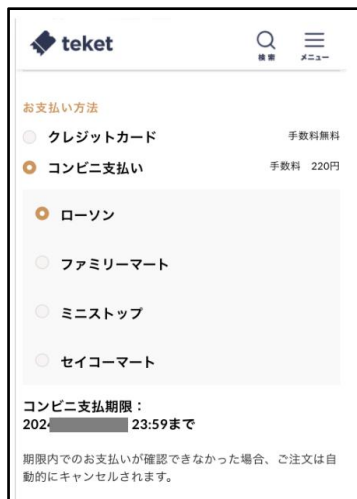 teket
検索
メニュー
お支払い方法
クレジットカード 手数料無料
コンビニ支払い 手数料 220円
ローソン
ファミリーマート
ミニストップ
セイコーマート
コンビニ支払期限：
202 23:59まで
期限内でのお支払いが確認できなかった場合、ご注文は自
動的にキャンセルされます。